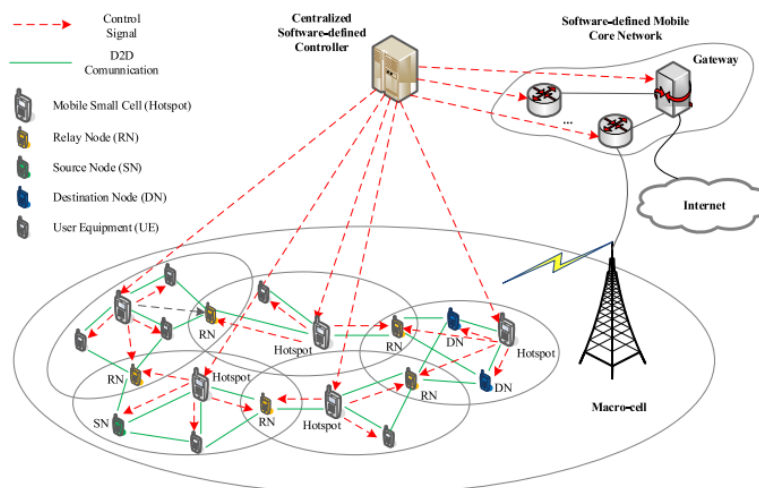 Control
Signal
D2D
Comunnication
Mobile Small Cell (Hotspot)
Relay Node (RN)
Source Node (SN)
Destination Node (DN)
User Equipment (UE)
Centralized
Software-defined
Controller
Software-defined Mobile
Core Network
Gateway
...
Internet
RN
Hotspot
RN
DN
Hotspot
RN
Hotspot
DN
SN
RN
Hotspot
RN
Macro-cell